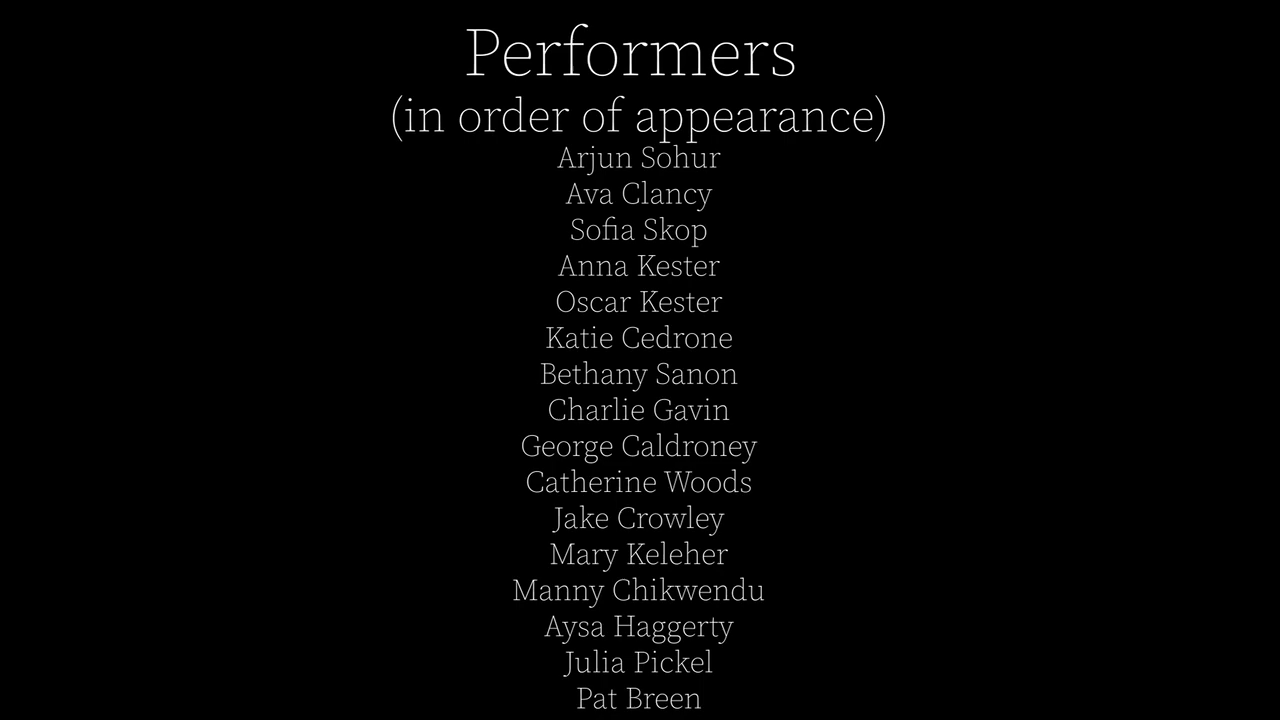 Performers
(in order of appearance)
Arjun Sohur
Ava Clancy
Sofia Skop
Anna Kester
Oscar Kester
Katie Cedrone
Bethany Sanon
Charlie Gavin
George Caldroney
Catherine Woods
Jake Crowley
Mary Keleher
Manny Chikwendu
Aysa Haggerty
Julia Pickel
Pat Breen